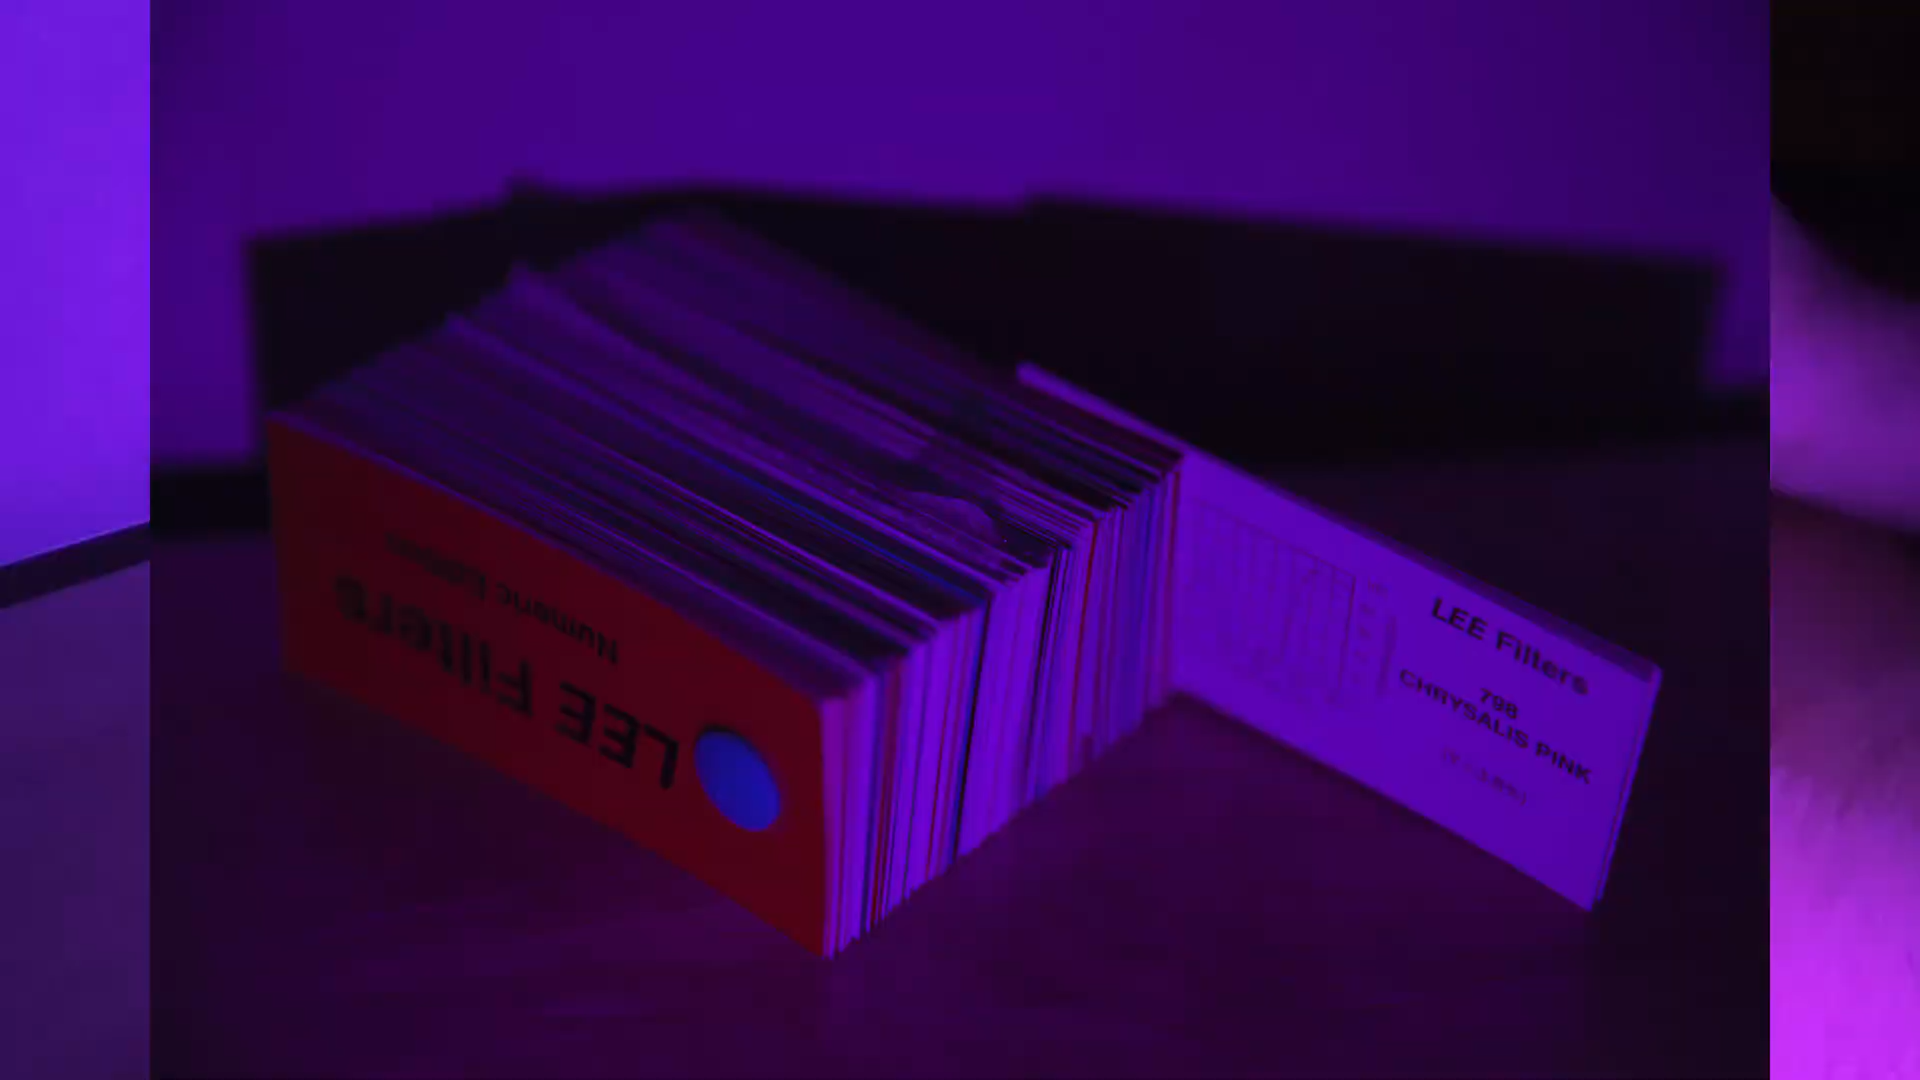 LEE Filters
Numeric Edition
LEE Filters
798
CHRYSALIS PINK